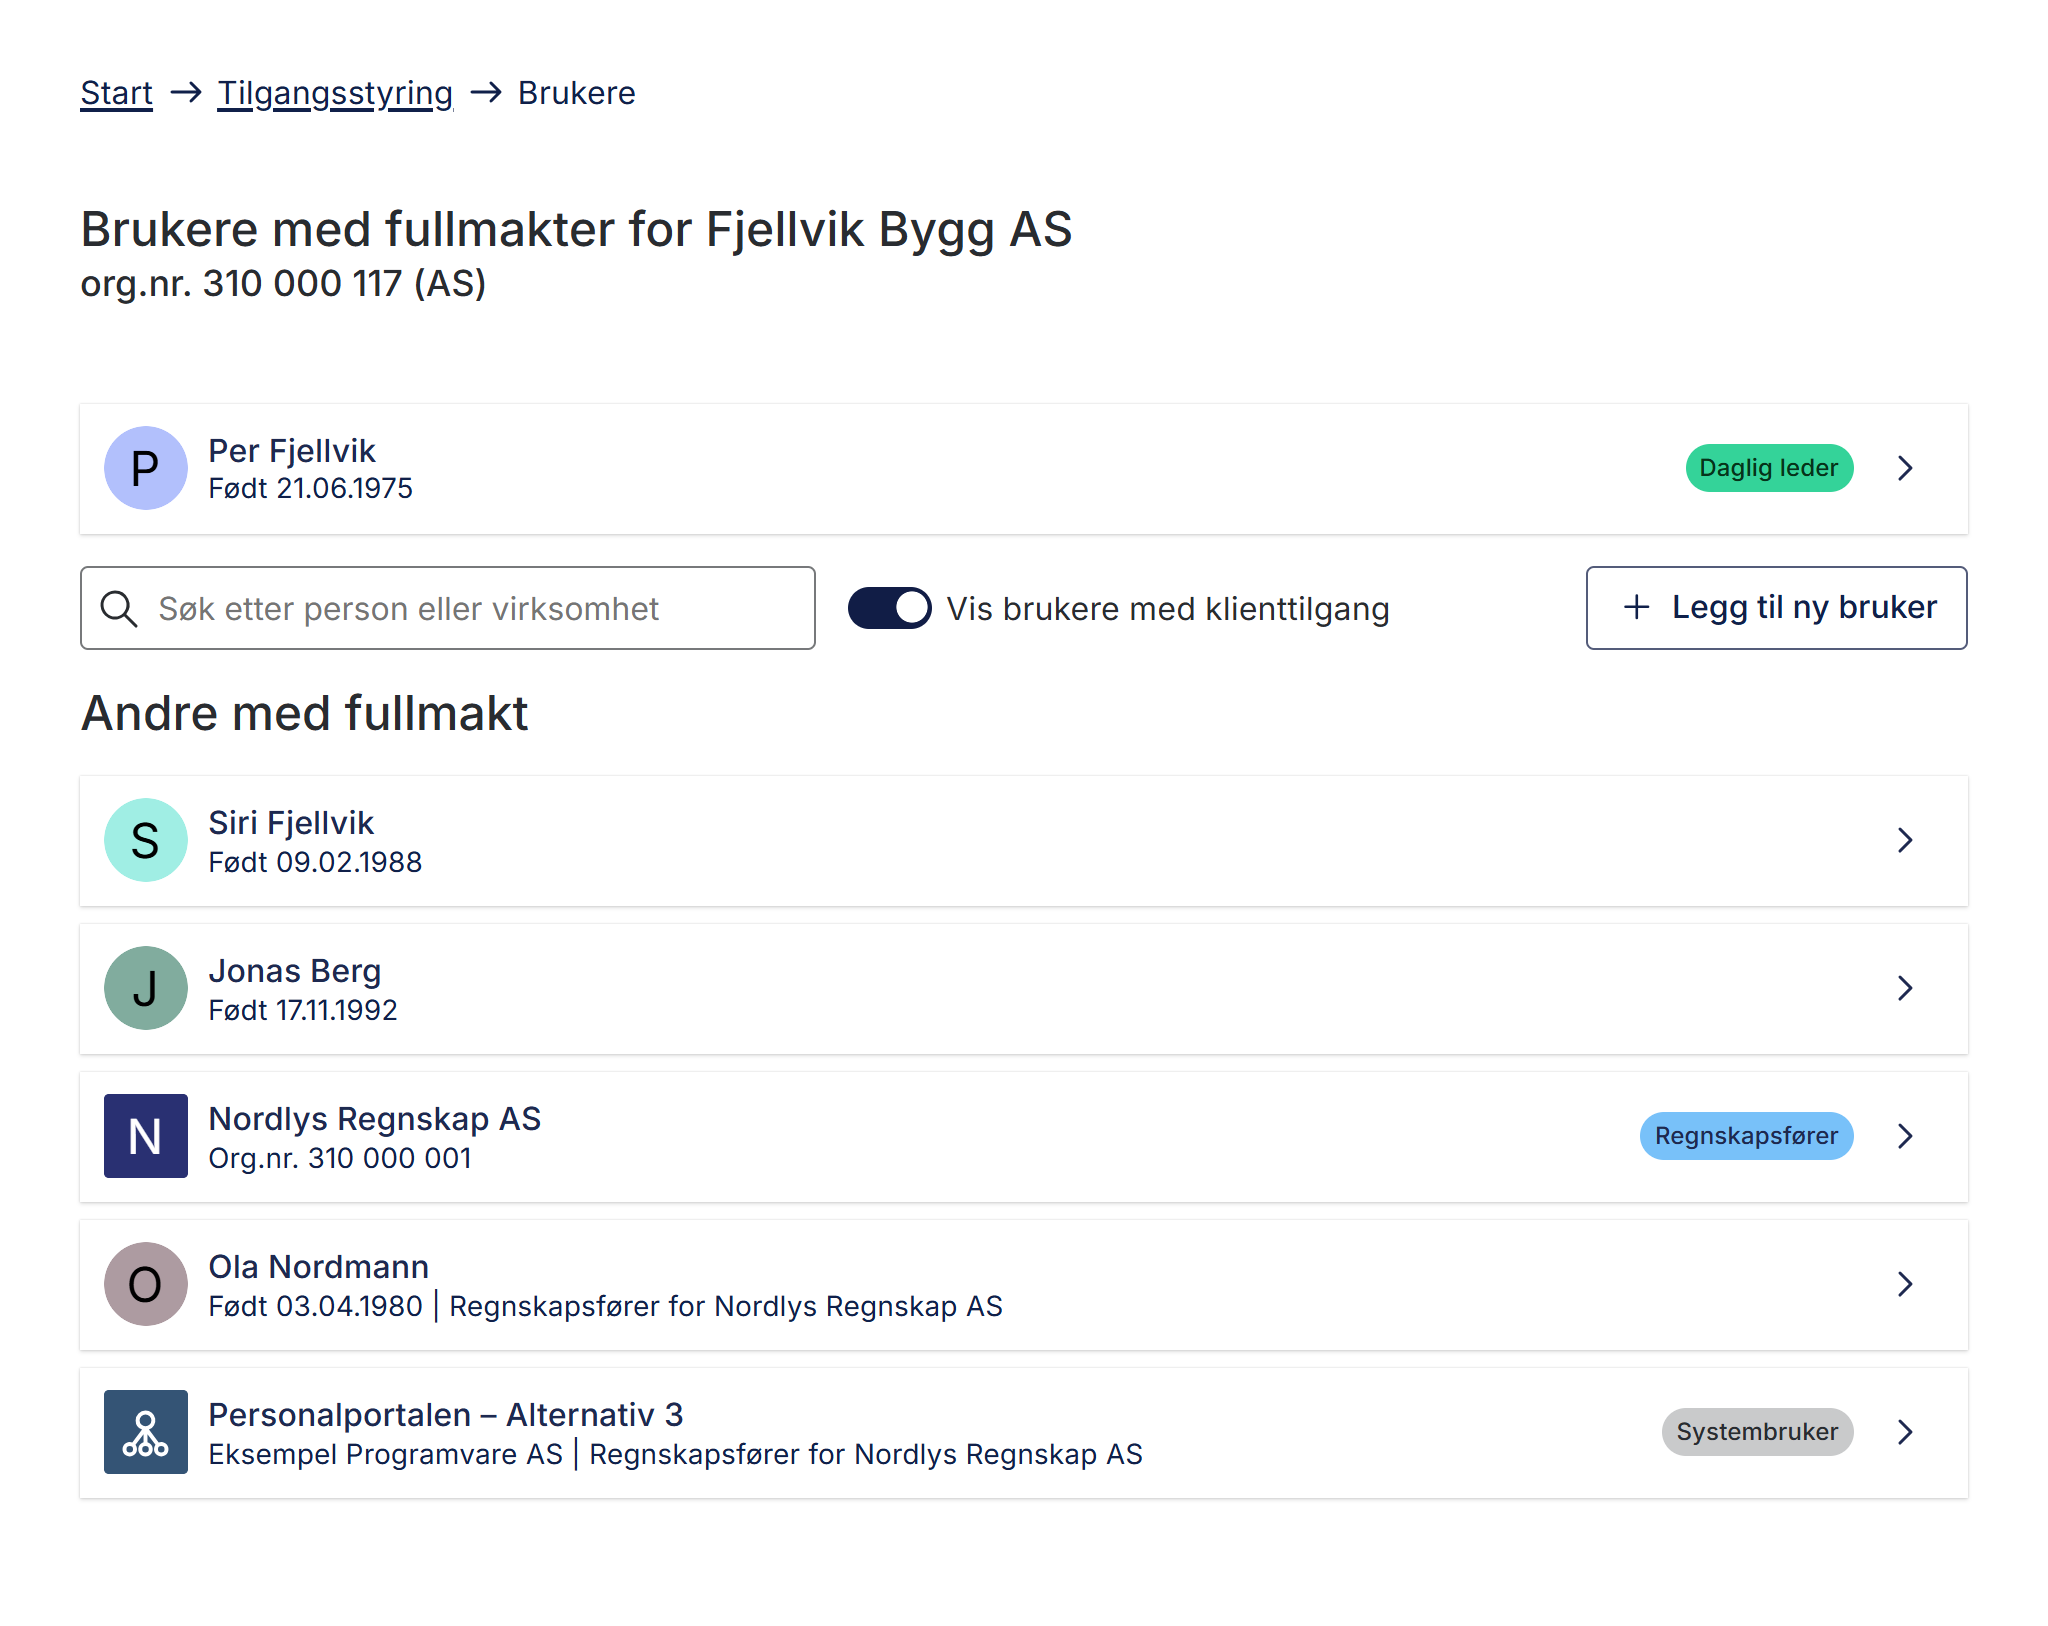 Start → Tilgangsstyring → Brukere
Brukere med fullmakter for Fjellvik Bygg AS
org.nr. 310 000 117 (AS)
P
Per Fjellvik
Født 21.06.1975
Daglig leder
Søk etter person eller virksomhet
Vis brukere med klienttilgang
+ Legg til ny bruker
Andre med fullmakt
S
Siri Fjellvik
Født 09.02.1988
J
Jonas Berg
Født 17.11.1992
N
Nordlys Regnskap AS
Org.nr. 310 000 001
Regnskapsfører
O
Ola Nordmann
Født 03.04.1980 | Regnskapsfører for Nordlys Regnskap AS
Personalportalen – Alternativ 3
Eksempel Programvare AS | Regnskapsfører for Nordlys Regnskap AS
Systembruker